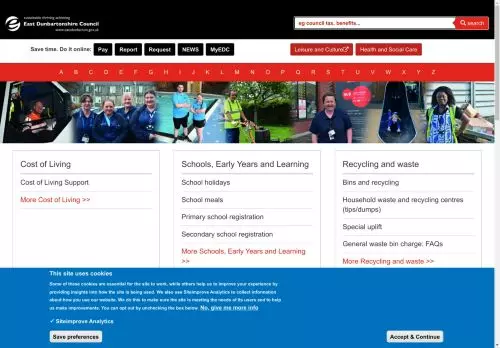 sustainable thriving achieving
East Dunbartonshire Council
www.eastdunbarton.gov.uk
eg council tax, benefits...
search
Save time. Do it online: Pay Report Request NEWS MyEDC Leisure and Culture Health and Social Care
A B C D E F G H I J K L M N O P Q R S T U V W X Y Z
Cost of Living
Cost of Living Support
More Cost of Living >>
Schools, Early Years and Learning
School holidays
School meals
Primary school registration
Secondary school registration
More Schools, Early Years and Learning
>>
Recycling and waste
Bins and recycling
Household waste and recycling centres
(tips/dumps)
Special uplift
General waste bin charge: FAQs
More Recycling and waste >>
This site uses cookies
Some of these cookies are essential for the site to work, while others help us to improve your experience by
providing insights into how the site is being used. We also use Siteimprove Analytics to collect information
about how you use our website. We do this to make sure the site is meeting the needs of its users and to help
us make improvements. You can opt out by unchecking the box below. No, give me more info
Siteimprove Analytics
Save preferences
Accept & Continue